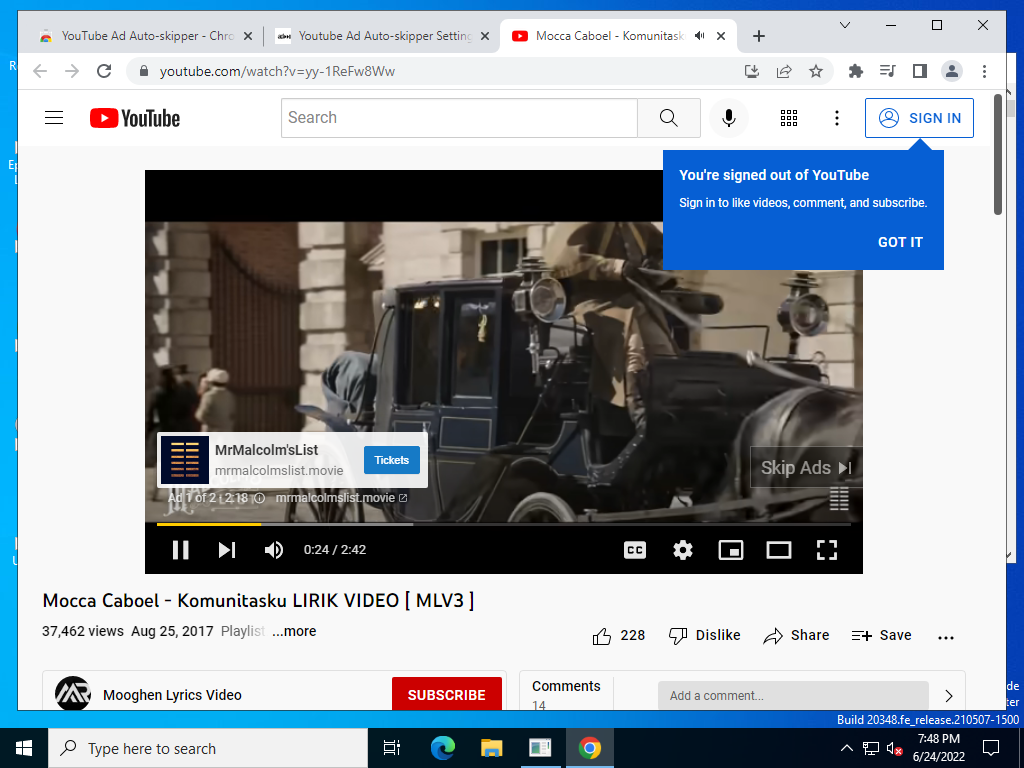 YouTube Ad Auto-skipper - Chro
Youtube Ad Auto-skipper Setting
Mocca Caboel - Komunitask
youtube.com/watch?v=yy-1ReFw8Ww
YouTube
Search
SIGN IN
You're signed out of YouTube
Sign in to like videos, comment, and subscribe.
GOT IT
MrMalcolm'sList
mrmalcolmslist.movie
Tickets
Skip Ads
Ad 1 of 2 · 2:18
mrmalcolmslist.movie
0:24 / 2:42
CC
Mocca Caboel - Komunitasku LIRIK VIDEO [ MLV3 ]
37,462 views Aug 25, 2017 Playlist ...more
228 Dislike Share Save
Mooghen Lyrics Video
SUBSCRIBE
Comments
14
Add a comment...
Build 20348.fe_release.210507-1500
Type here to search
7:48 PM
6/24/2022